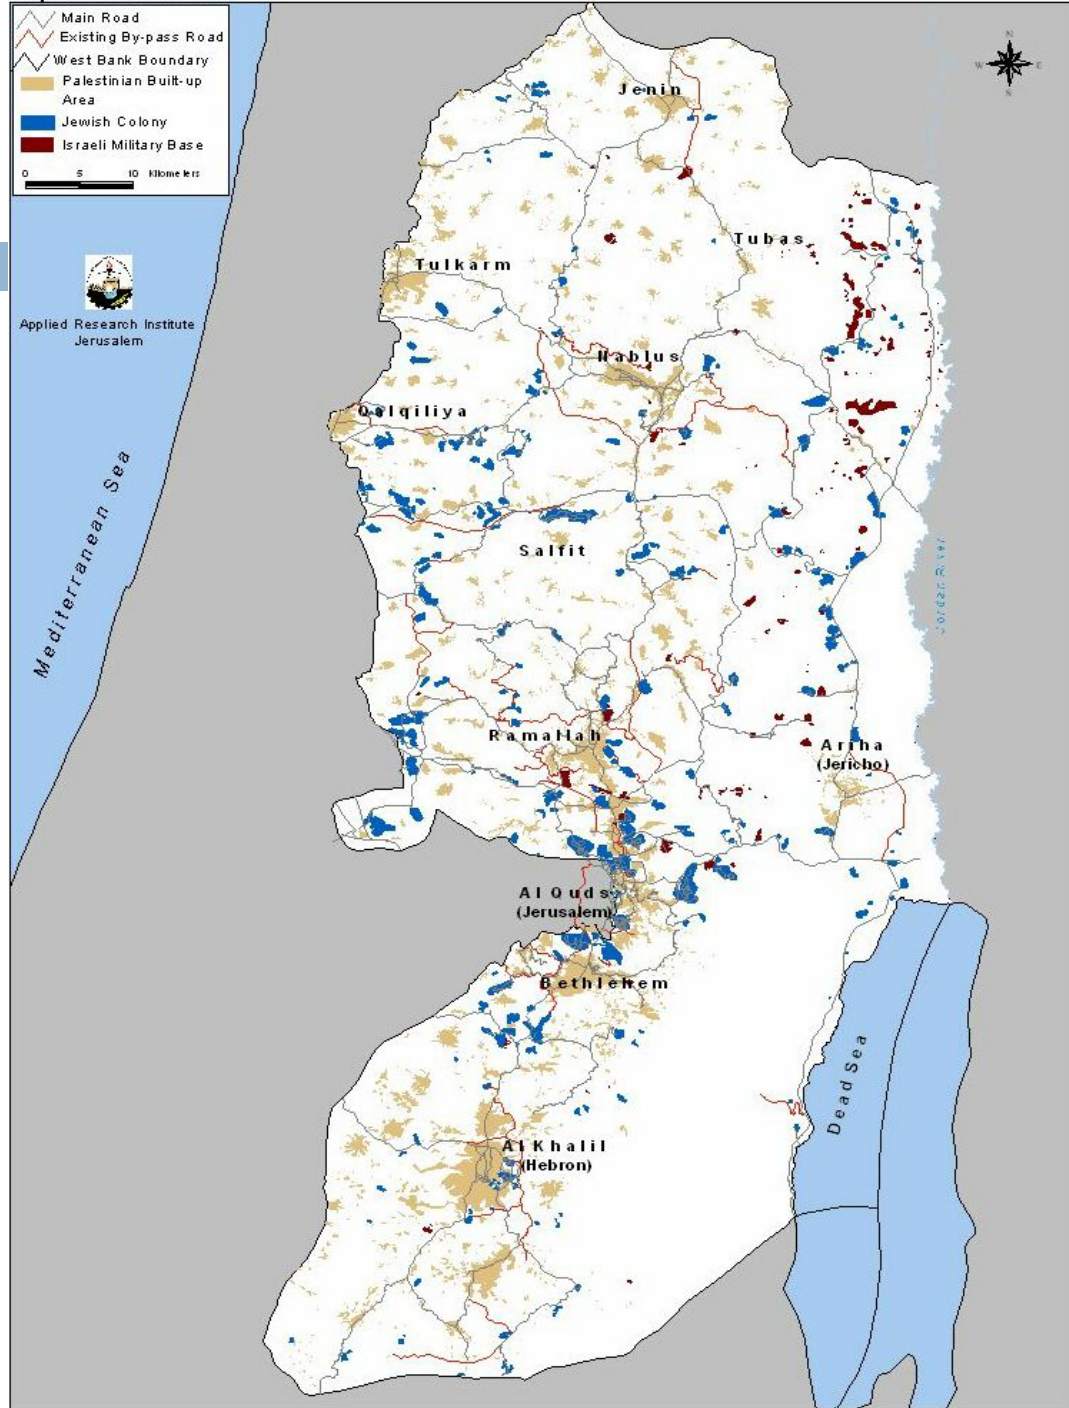 Main Road
Existing By-pass Road
West Bank Boundary
Palestinian Built-up
Area
Jewish Colony
Israeli Military Base
0 5 10 Kilometers
N
W E
S
Applied Research Institute
Jerusalem
Mediterranean Sea
Jenin
Tubas
Tulkarm
Nablus
Qalqiliya
Salfit
Jordan River
Ramallah
Ariha
(Jericho)
Al Quds
(Jerusalem)
Bethlehem
Dead Sea
Al Khalil
(Hebron)